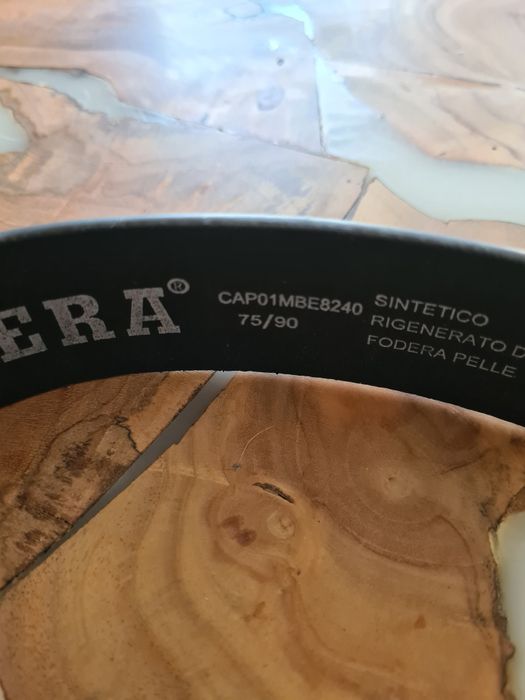 ERA®
CAP01MBE8240
75/90
SINTETICO
RIGENERATO D
FODERA PELLE